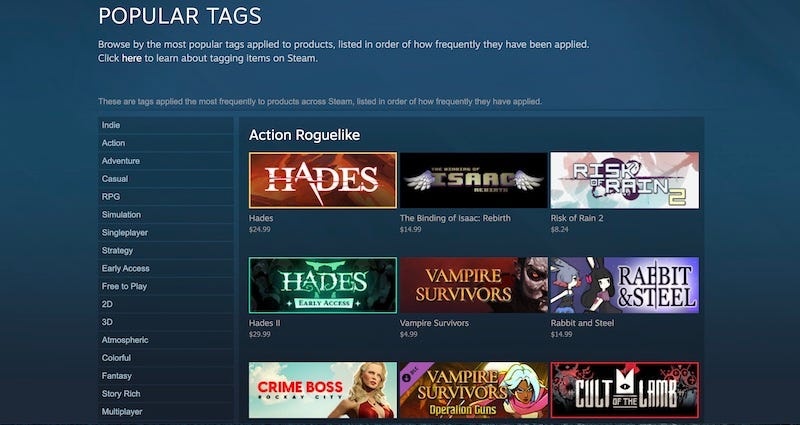 POPULAR TAGS
Browse by the most popular tags applied to products, listed in order of how frequently they have been applied.
Click here to learn about tagging items on Steam.
These are tags applied the most frequently to products across Steam, listed in order of how frequently they have applied.
Indie
Action
Adventure
Casual
RPG
Simulation
Singleplayer
Strategy
Early Access
Free to Play
2D
3D
Atmospheric
Colorful
Fantasy
Story Rich
Multiplayer
Action Roguelike
HADES
Hades
$24.99
THE BINDING OF
ISAAC
REBIRTH
The Binding of Isaac: Rebirth
$14.99
RISK
OF RAIN 2
Risk of Rain 2
$8.24
HADES
II
EARLY ACCESS
Hades II
$29.99
VAMPIRE
SURVIVORS
Vampire Survivors
$4.99
RABBIT
&STEEL
Rabbit and Steel
$14.99
CRIME BOSS
ROCKAY CITY
DLC
VAMPIRE
SURVIVORS
Operation Guns
CULT OF THE LAMB